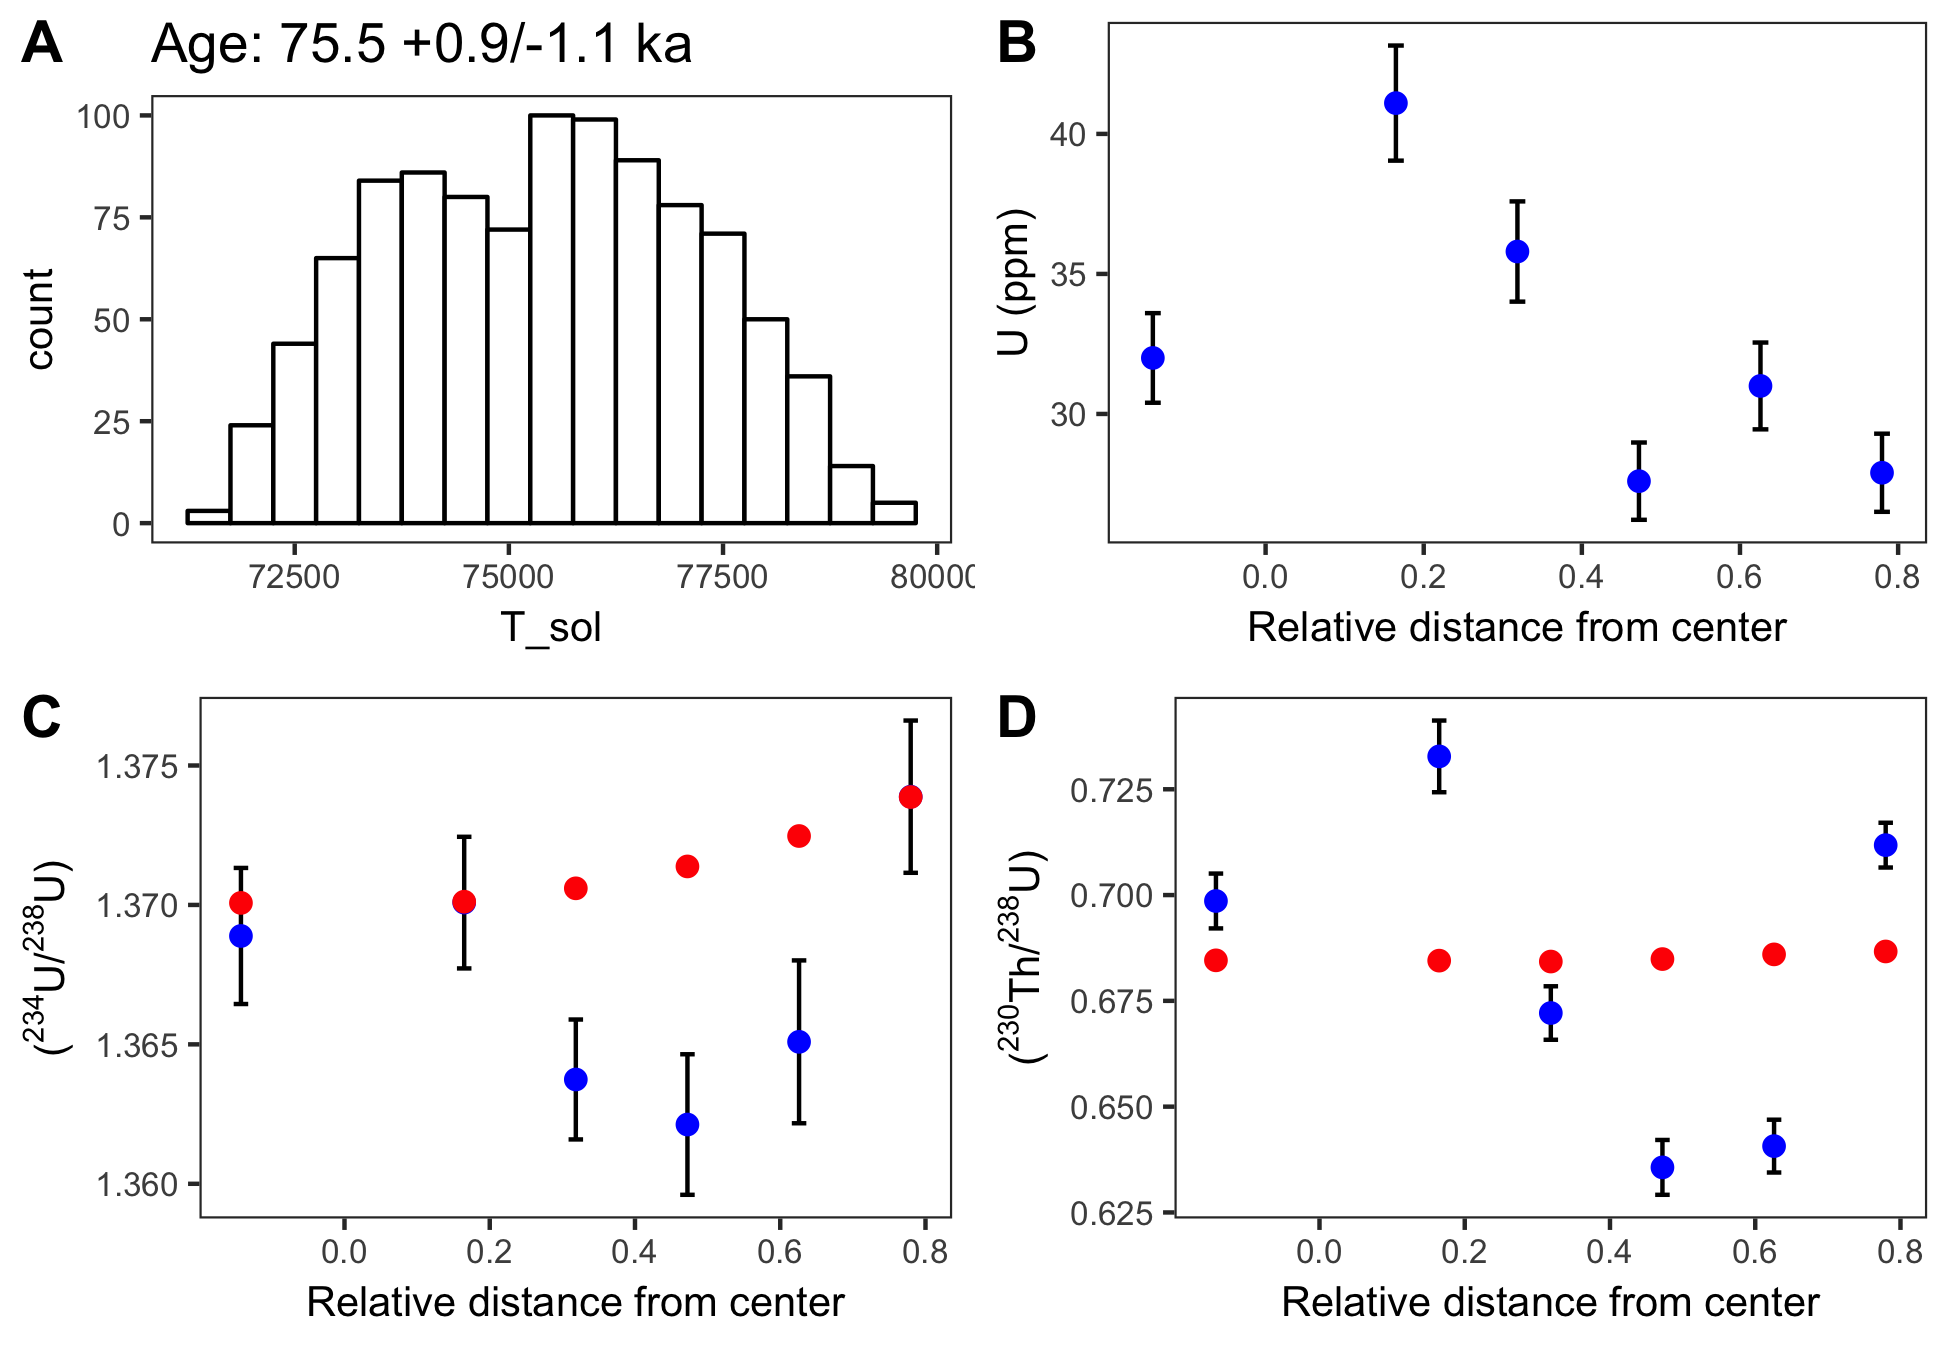 A
Age: 75.5 +0.9/-1.1 ka
100
75
50
25
0
count
72500
75000
77500
80000
T_sol
B
40
35
30
U (ppm)
0.0
0.2
0.4
0.6
0.8
Relative distance from center
C
1.375
1.370
1.365
1.360
(²³⁴U/²³⁸U)
0.0
0.2
0.4
0.6
0.8
Relative distance from center
D
0.725
0.700
0.675
0.650
0.625
(²³⁰Th/²³⁸U)
0.0
0.2
0.4
0.6
0.8
Relative distance from center